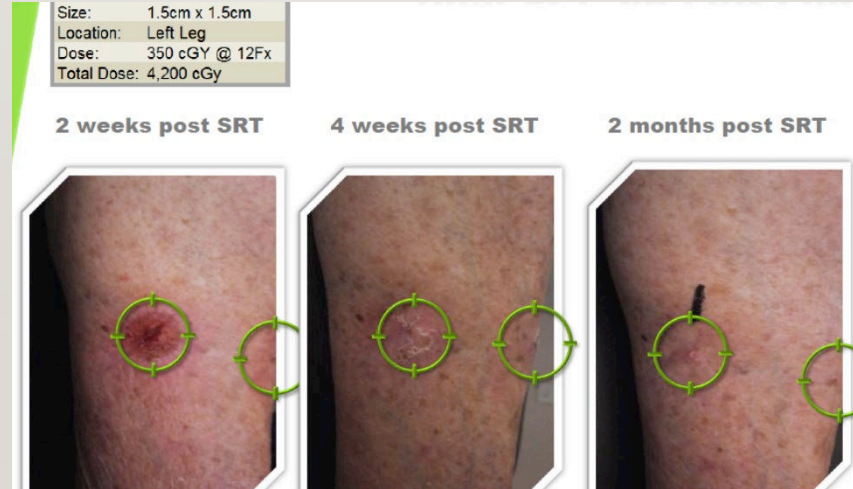 Size: 1.5cm x 1.5cm
Location: Left Leg
Dose: 350 cGY @ 12Fx
Total Dose: 4,200 cGy
2 weeks post SRT
4 weeks post SRT
2 months post SRT